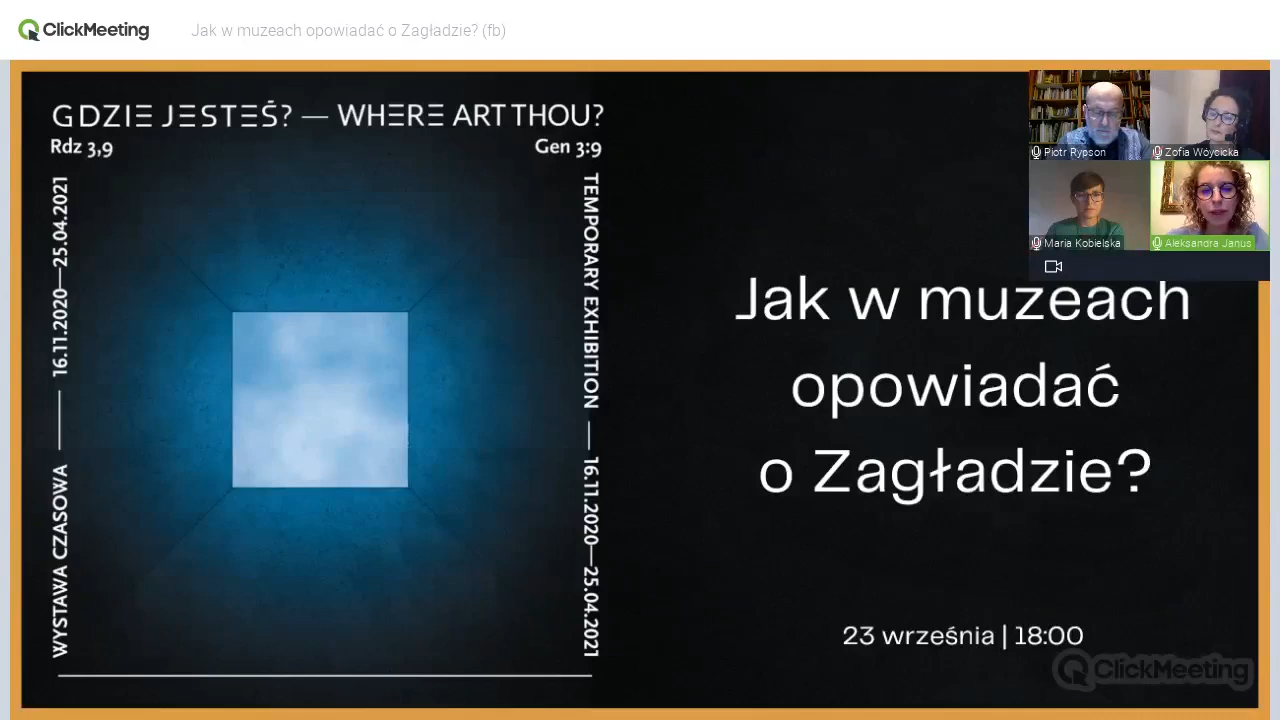 ClickMeeting
Jak w muzeach opowiadać o Zagładzie? (fb)
GDZIE JESTEŚ? — WHERE ART THOU?
Rdz 3,9
Gen 3:9
WYSTAWA CZASOWA — 16.11.2020—25.04.2021
TEMPORARY EXHIBITION — 16.11.2020—25.04.2021
Piotr Rypson
Zofia Wóycicka
Maria Kobielska
Aleksandra Janus
Jak w muzeach
opowiadać
o Zagładzie?
23 września | 18:00
ClickMeeting